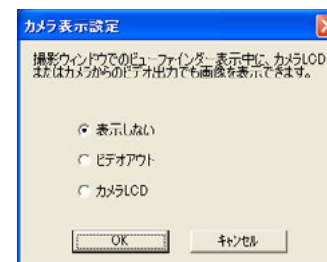 カメラ表示設定
撮影ウィンドウでのビューファインダー表示中に、カメラLCD
またはカメラからのビデオ出力でも画像を表示できます。
表示しない
ビデオアウト
カメラLCD
OK キャンセル